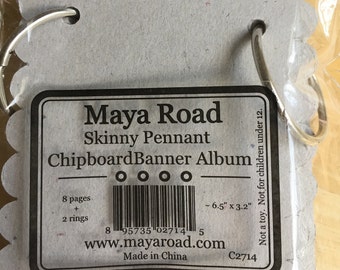 Maya Road
Skinny Pennant
ChipboardBanner Album
8 pages
+
2 rings
~ 6.5" x 3.2"
8 95735 02714 5
www.mayaroad.com
Made in China
C2714
Not a toy. Not for children under 12.